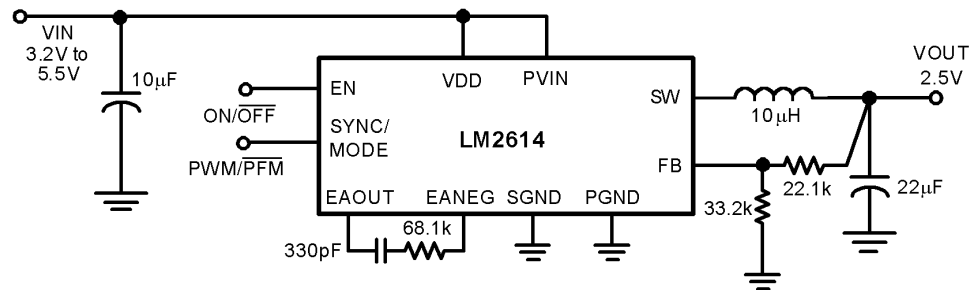 VIN
3.2V to
5.5V
10μF
VDD
PVIN
VOUT
2.5V
EN
ON/OFF
SYNC/
MODE
PWM/PFM
LM2614
SW
10μH
FB
22.1k
22μF
33.2k
EAOUT
EANEG
SGND
PGND
330pF
68.1k